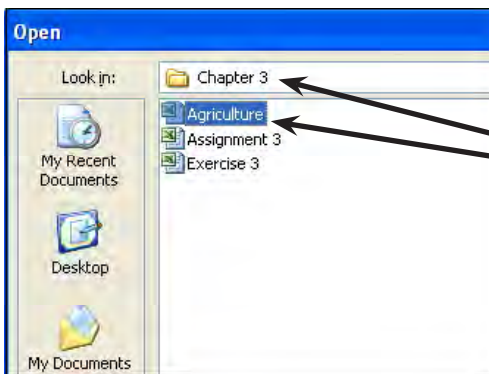 Open
Look in:
Chapter 3
Agriculture
Assignment 3
Exercise 3
My Recent
Documents
Desktop
My Documents